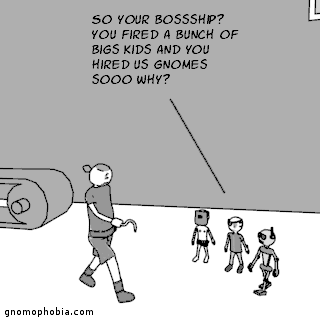 SO YOUR BOSSSHIP?
YOU FIRED A BUNCH OF
BIGS KIDS AND YOU
HIRED US GNOMES
SOOO WHY?
gnomophobia.com